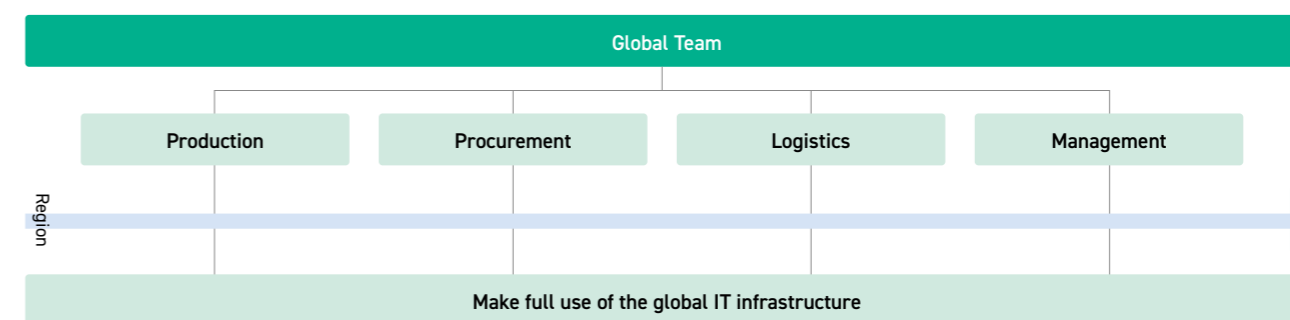 Global Team
Production
Procurement
Logistics
Management
Region
Make full use of the global IT infrastructure